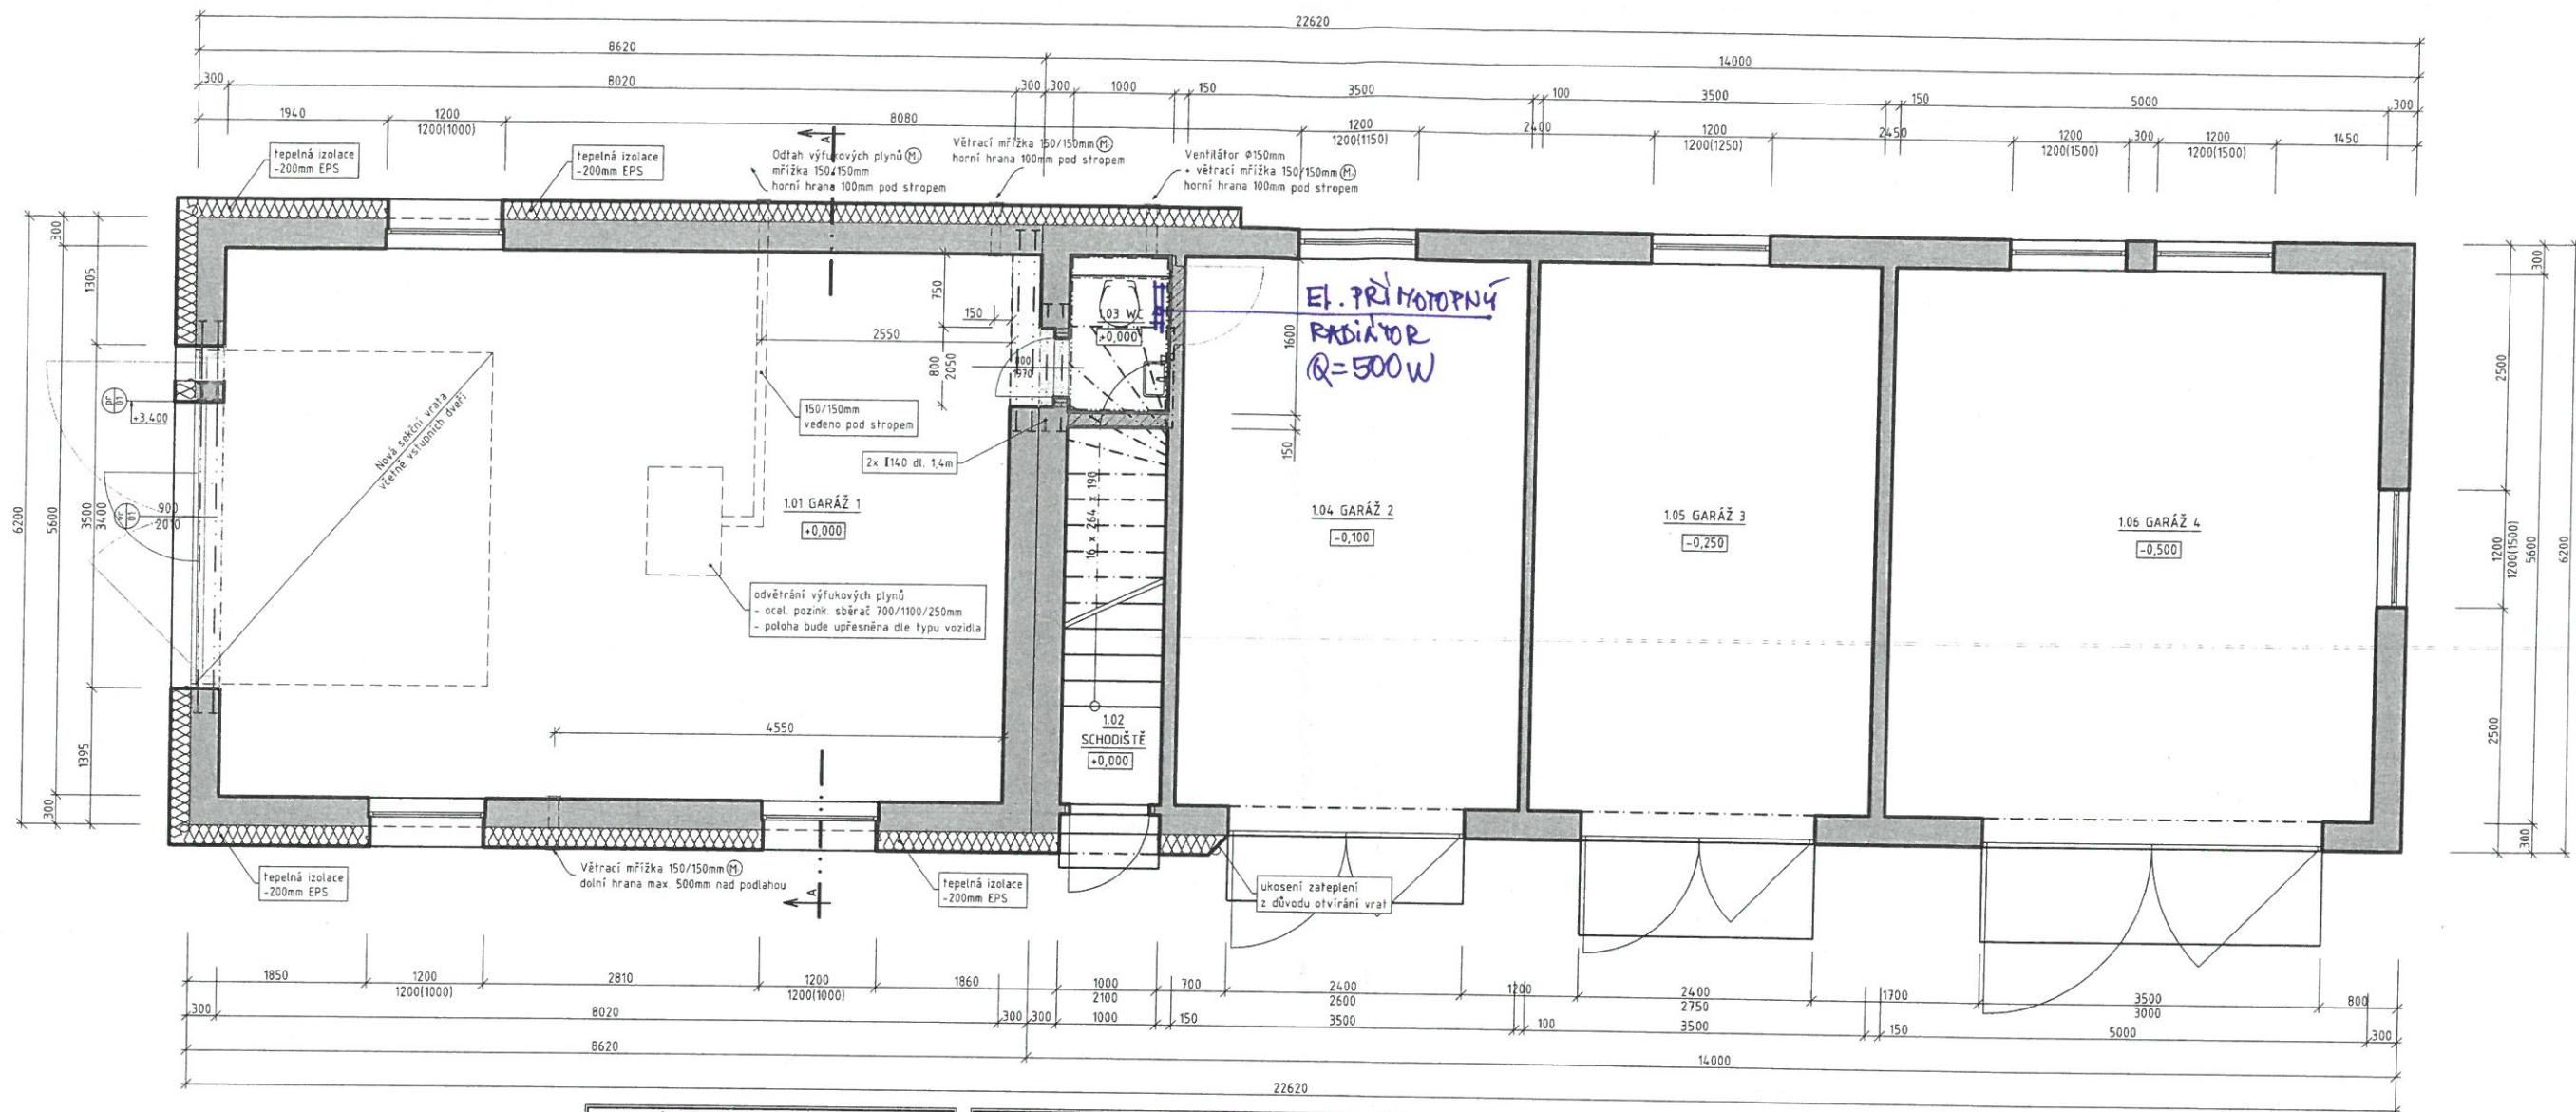 22620
8620
14000
300
8020
300
300
1000
150
3500
100
3500
150
5000
300
1940
1200
1200(1000)
8080
1200
1200(1150)
2400
1200
1200(1250)
2450
1200
1200(1500)
300
1200
1200(1500)
1450
tepelná izolace
-200mm EPS
tepelná izolace
-200mm EPS
A
Odtah výfukových plynů M
mřížka 150/150mm
horní hrana 100mm pod stropem
Větrací mřížka 150/150mm M
horní hrana 100mm pod stropem
Ventilátor Φ150mm
+ větrací mřížka 150/150mm M
horní hrana 100mm pod stropem
6200
300
5600
300
1305
3500
3400
1395
+3,400
01
900
2010
Nová sekční vrata
včetně vstupních dveří
2550
150
750
800
2050
1970
1.03 WC
+0,000
El. PŘÍMOTOPNÝ
RADIÁTOR
Q=500W
1600
150
150/150mm
vedeno pod stropem
2x I140 dl. 1,4m
1.01 GARÁŽ 1
+0,000
16 x 264 x 190
1.04 GARÁŽ 2
-0,100
1.05 GARÁŽ 3
-0,250
1.06 GARÁŽ 4
-0,500
odvětrání výfukových plynů
- ocel. pozink. sběrač 700/1100/250mm
- poloha bude upřesněna dle typu vozidla
4550
1.02
SCHODIŠTĚ
+0,000
2500
1200
1200(1500)
2500
300
5600
300
6200
tepelná izolace
-200mm EPS
Větrací mřížka 150/150mm M
dolní hrana max. 500mm nad podlahou
A
tepelná izolace
-200mm EPS
ukosení zateplení
z důvodu otvírání vrat
1850
1200
1200(1000)
2810
1200
1200(1000)
1860
1000
2100
700
2400
2600
1200
2400
2750
1700
3500
3000
800
300
8020
300
300
1000
150
3500
100
3500
150
5000
300
8620
14000
22620